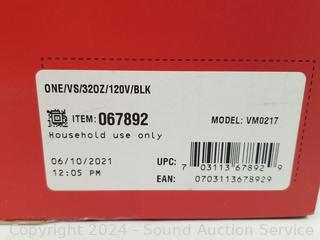 ONE/VS/32OZ/120V/BLK
ITEM: 067892 MODEL: VM0217
Household use only
06/10/2021
12:05 PM
UPC: 7 03113 67892 9
EAN: 0703113678929
Copyright © 2024 - Sound Auction Service